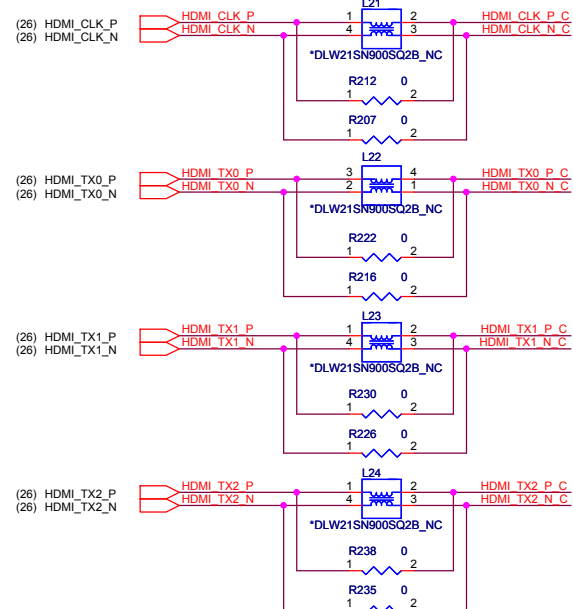 L21
(26) HDMI_CLK_P HDMI_CLK_P 1 2 HDMI_CLK_P_C
(26) HDMI_CLK_N HDMI_CLK_N 4 3 HDMI_CLK_N_C
*DLW21SN900SQ2B_NC
R212 0
1 2
R207 0
1 2
L22
(26) HDMI_TX0_P HDMI_TX0_P 3 4 HDMI_TX0_P_C
(26) HDMI_TX0_N HDMI_TX0_N 2 1 HDMI_TX0_N_C
*DLW21SN900SQ2B_NC
R222 0
1 2
R216 0
1 2
L23
(26) HDMI_TX1_P HDMI_TX1_P 1 2 HDMI_TX1_P_C
(26) HDMI_TX1_N HDMI_TX1_N 4 3 HDMI_TX1_N_C
*DLW21SN900SQ2B_NC
R230 0
1 2
R226 0
1 2
L24
(26) HDMI_TX2_P HDMI_TX2_P 1 2 HDMI_TX2_P_C
(26) HDMI_TX2_N HDMI_TX2_N 4 3 HDMI_TX2_N_C
*DLW21SN900SQ2B_NC
R238 0
1 2
R235 0
1 2